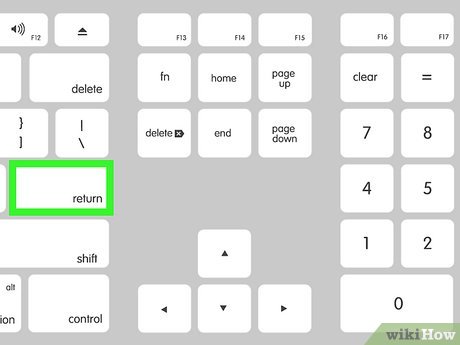 F12
F13
F14
F15
F16
F17
delete
fn
home
page
up
clear
=
}
]
|
\
delete
end
page
down
7
8
return
4
5
shift
1
2
alt
ion
control
0
wikiHow